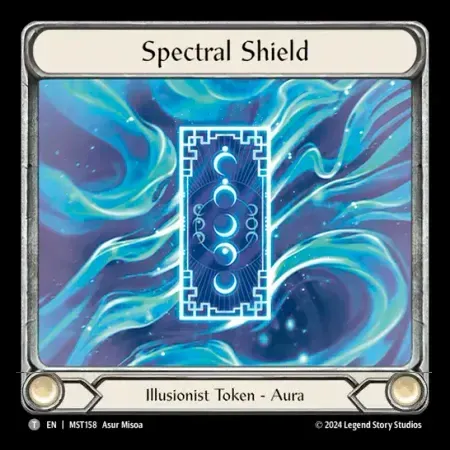 Spectral Shield
Illusionist Token - Aura
T EN | MST158 Asur Misoa © 2024 Legend Story Studios